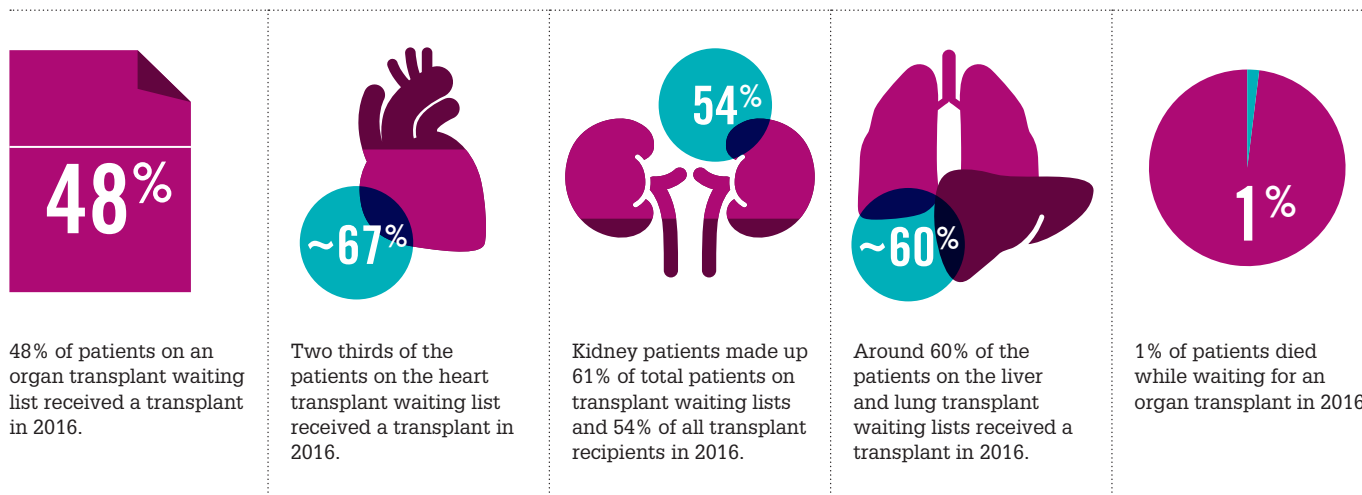 48%
~67%
54%
~60%
1%
48% of patients on an
organ transplant waiting
list received a transplant
in 2016.
Two thirds of the
patients on the heart
transplant waiting list
received a transplant in
2016.
Kidney patients made up
61% of total patients on
transplant waiting lists
and 54% of all transplant
recipients in 2016.
Around 60% of the
patients on the liver
and lung transplant
waiting lists received a
transplant in 2016.
1% of patients died
while waiting for an
organ transplant in 2016